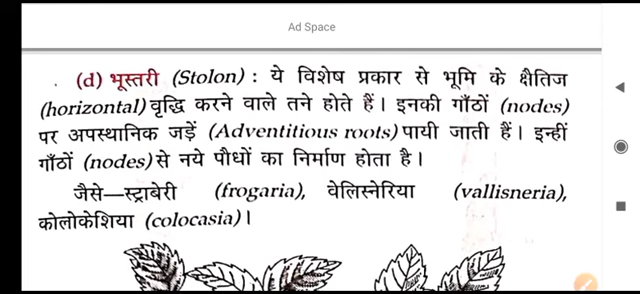 Ad Space
(d) भूस्तरी (Stolon) : ये विशेष प्रकार से भूमि के क्षैतिज
(horizontal) वृद्धि करने वाले तने होते हैं। इनकी गाँठों (nodes)
पर अपस्थानिक जड़ें (Adventitious roots) पायी जाती हैं। इन्हीं
गाँठों (nodes) से नये पौधों का निर्माण होता है।
जैसे—स्ट्राबेरी (frogaria), वेलिस्नेरिया (vallisneria),
कोलोकेशिया (colocasia)।